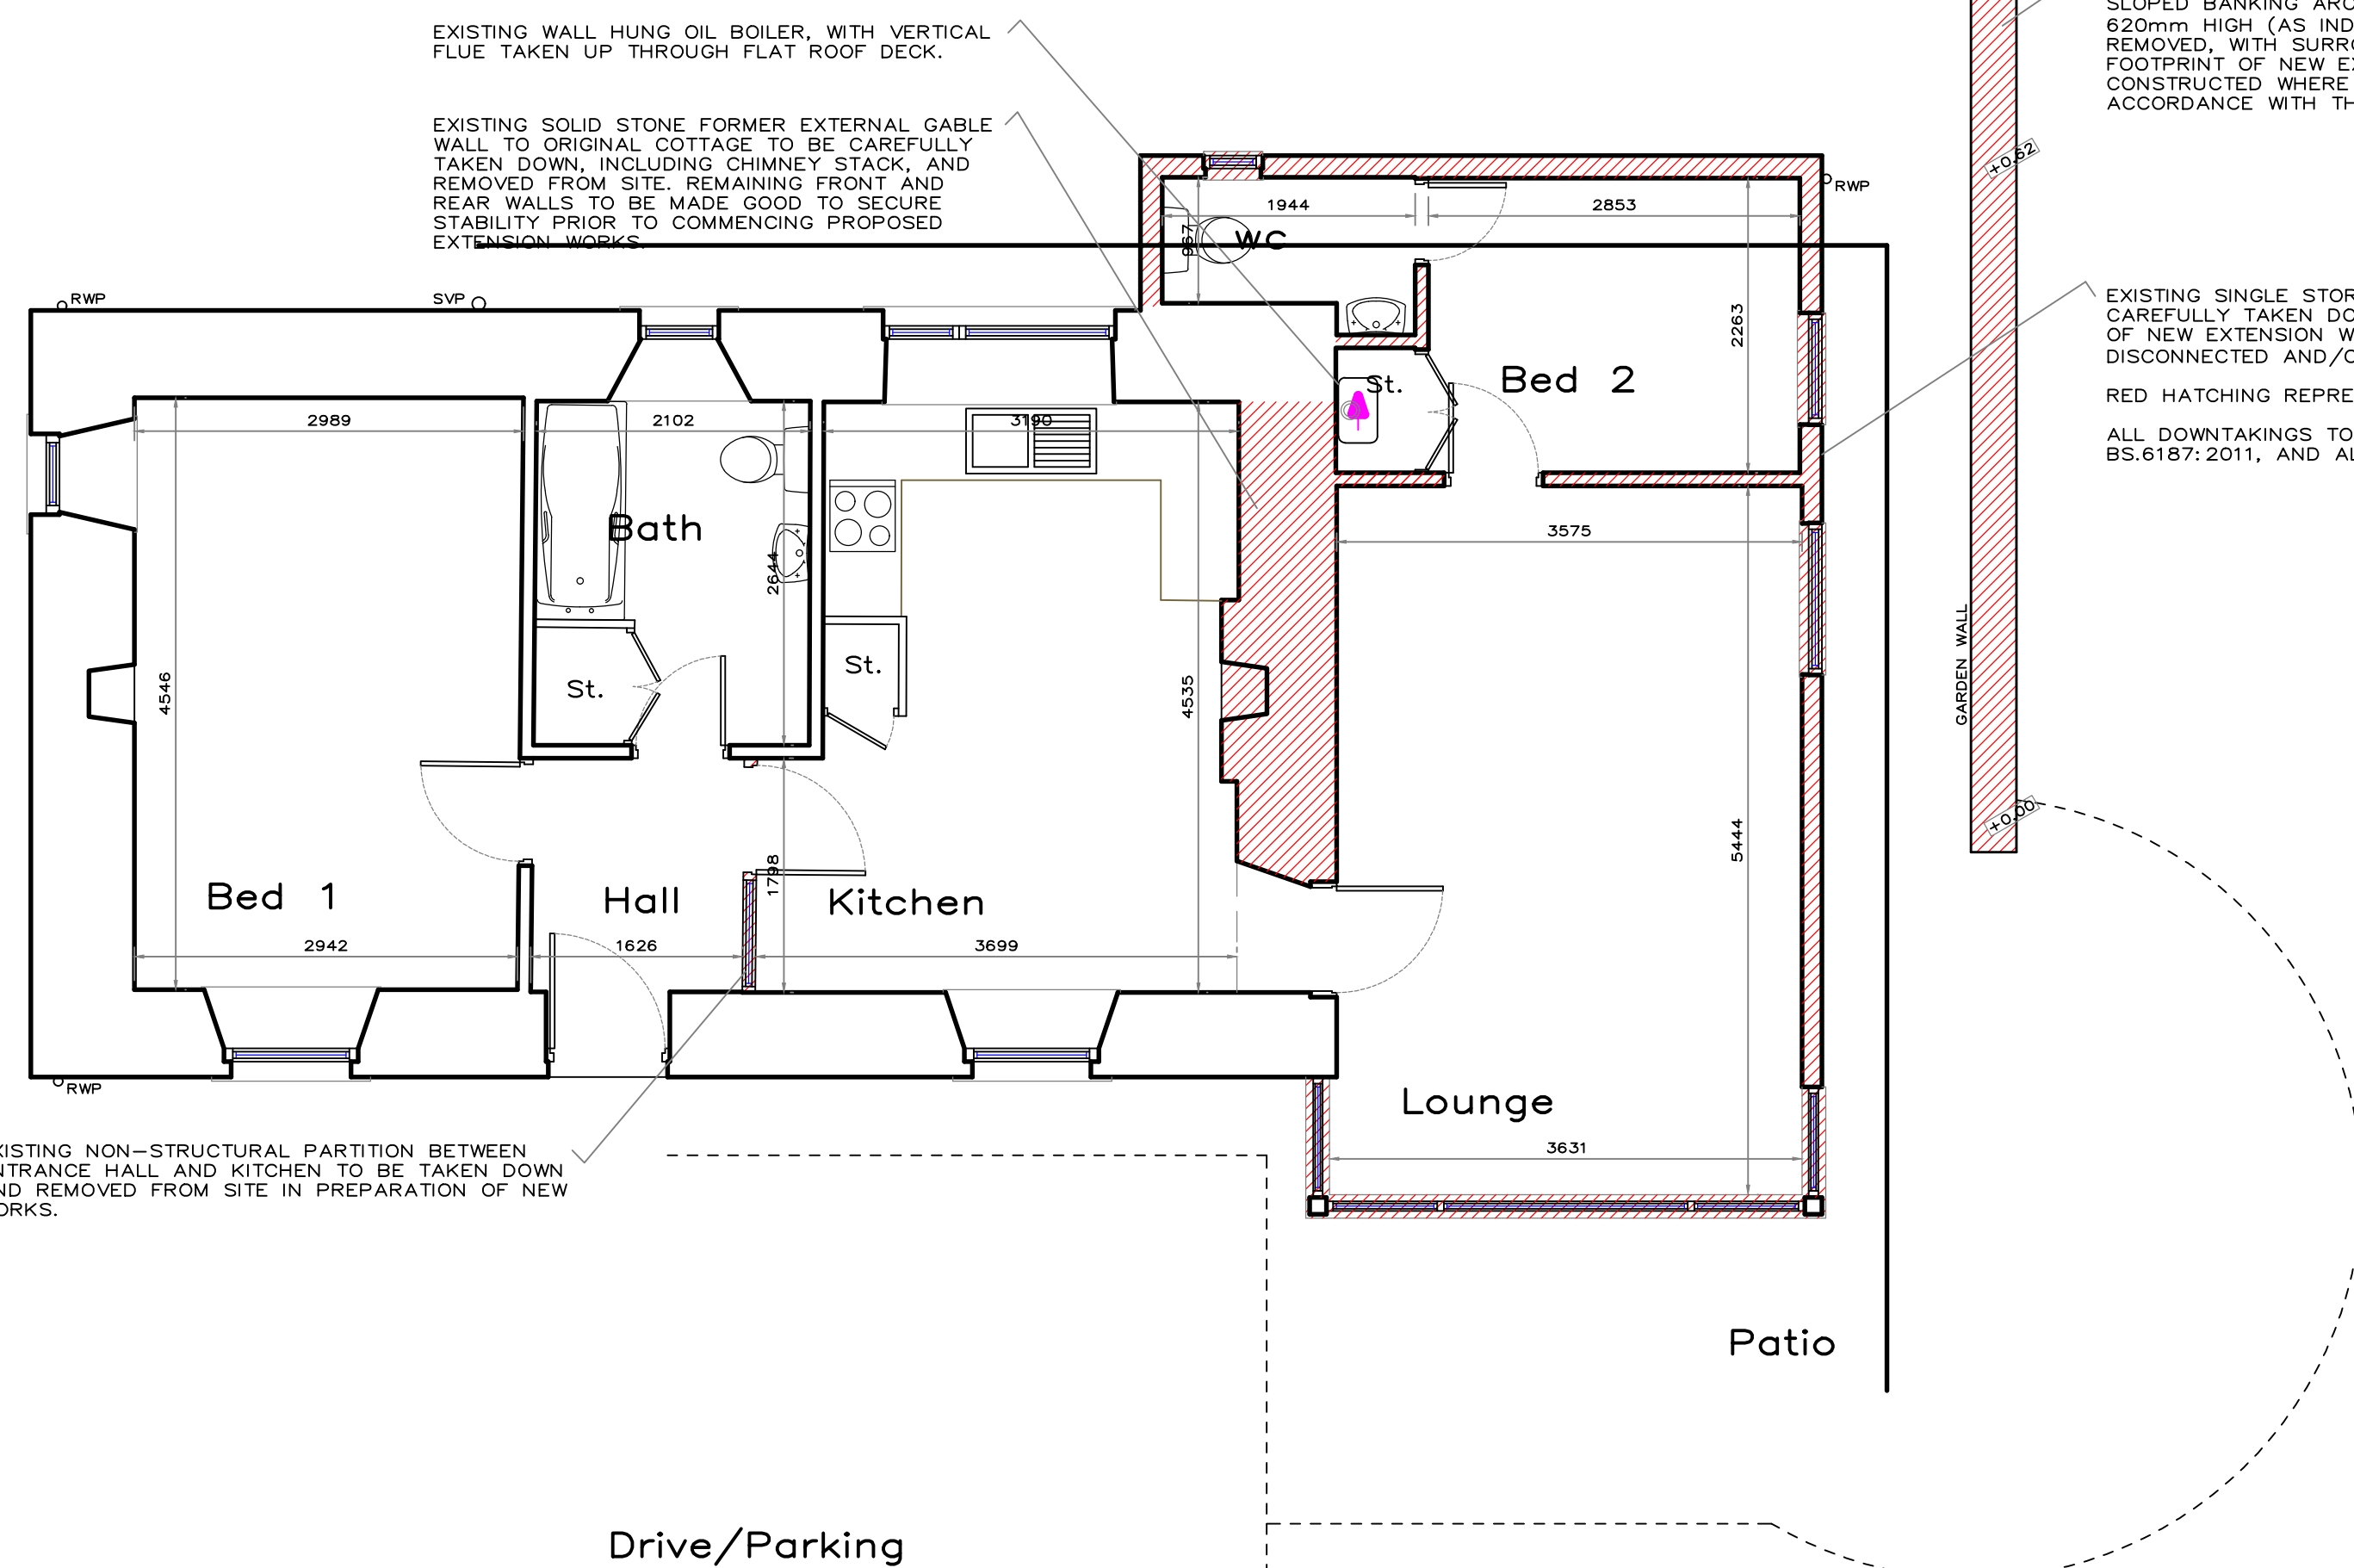 EXISTING WALL HUNG OIL BOILER, WITH VERTICAL
FLUE TAKEN UP THROUGH FLAT ROOF DECK.
EXISTING SOLID STONE FORMER EXTERNAL GABLE
WALL TO ORIGINAL COTTAGE TO BE CAREFULLY
TAKEN DOWN, INCLUDING CHIMNEY STACK, AND
REMOVED FROM SITE. REMAINING FRONT AND
REAR WALLS TO BE MADE GOOD TO SECURE
STABILITY PRIOR TO COMMENCING PROPOSED
EXTENSION WORKS.
SLOPED BANKING ARO
620mm HIGH (AS IND
REMOVED, WITH SURRO
FOOTPRINT OF NEW EX
CONSTRUCTED WHERE
ACCORDANCE WITH TH
+0.62
RWP
1944
2853
967
WC
EXISTING SINGLE STOR
CAREFULLY TAKEN DO
OF NEW EXTENSION W
DISCONNECTED AND/O
RED HATCHING REPRE
ALL DOWNTAKINGS TO
BS.6187:2011, AND AL
RWP
SVP
2263
St.
Bed 2
2989
2102
3190
Bath
2644
3575
St.
St.
4546
4535
GARDEN WALL
+0.00
5444
1798
Bed 1
Hall
Kitchen
2942
1626
3699
RWP
Lounge
3631
XISTING NON-STRUCTURAL PARTITION BETWEEN
NTRANCE HALL AND KITCHEN TO BE TAKEN DOWN
ND REMOVED FROM SITE IN PREPARATION OF NEW
ORKS.
Patio
Drive/Parking